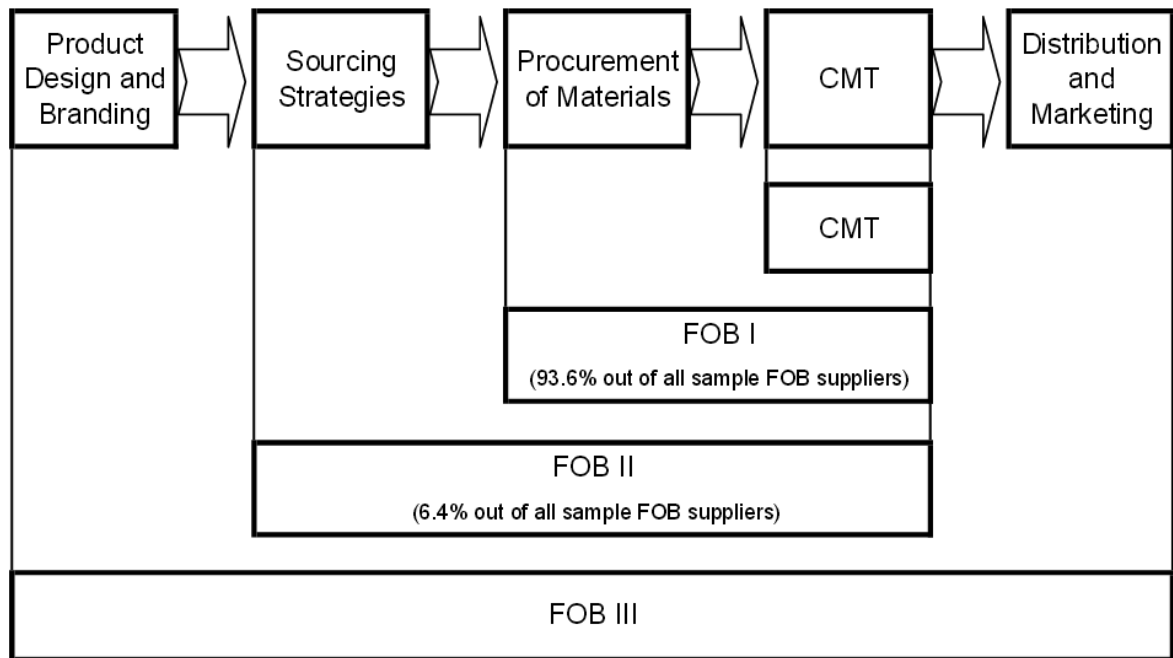 Product
Design and
Branding
Sourcing
Strategies
Procurement
of Materials
CMT
Distribution
and
Marketing
CMT
FOB I
(93.6% out of all sample FOB suppliers)
FOB II
(6.4% out of all sample FOB suppliers)
FOB III